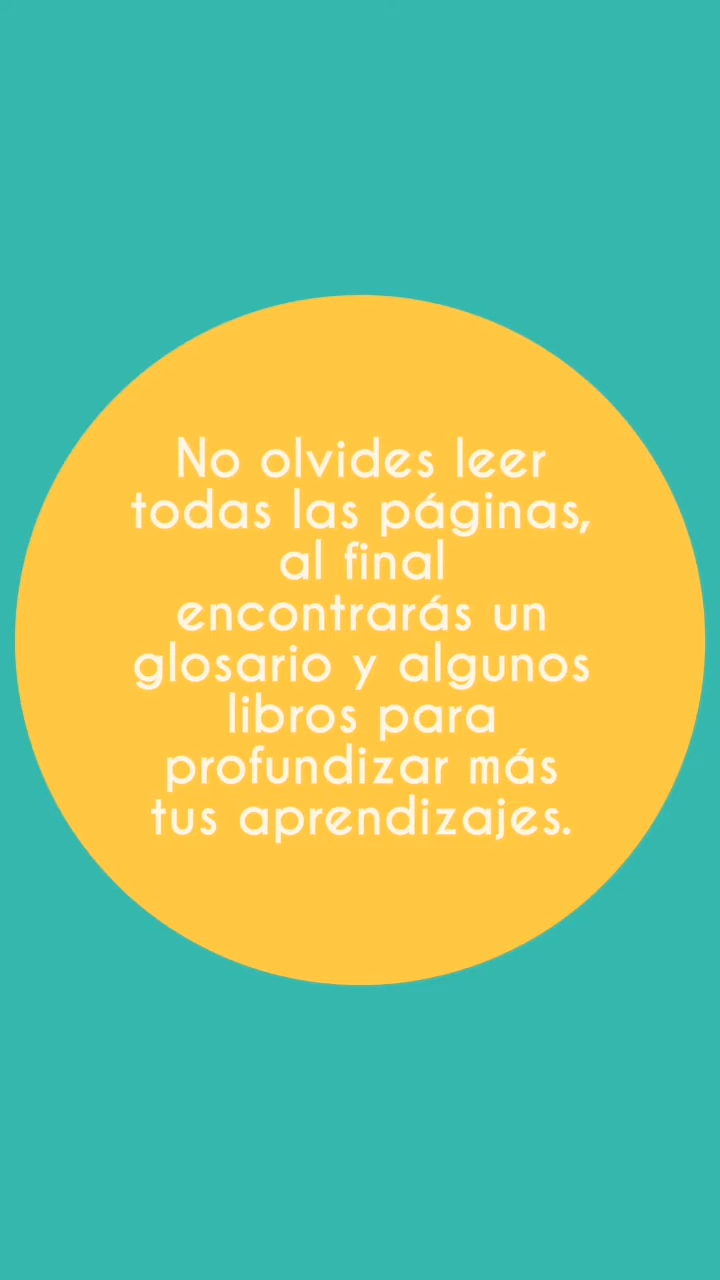 No olvides leer
todas las páginas,
al final
encontrarás un
glosario y algunos
libros para
profundizar más
tus aprendizajes.